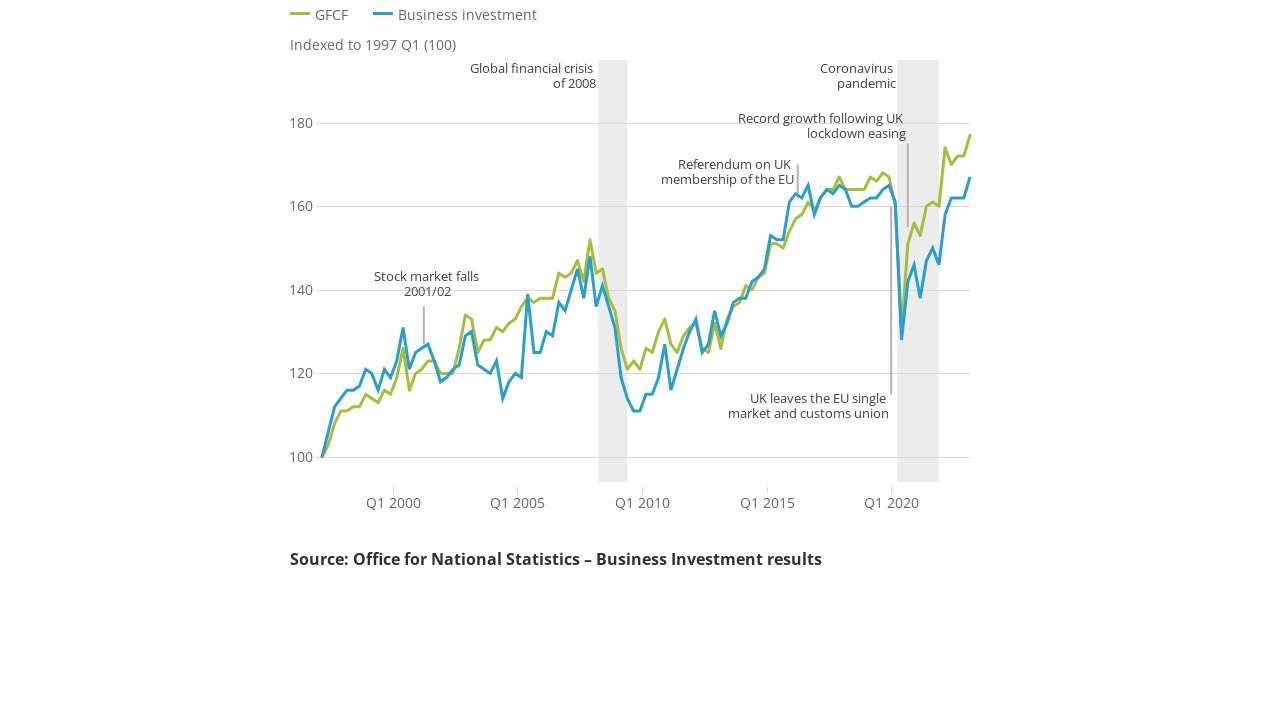 GFCF Business investment
Indexed to 1997 Q1 (100)
Global financial crisis
of 2008
Coronavirus
pandemic
180
Record growth following UK
lockdown easing
Referendum on UK
membership of the EU
160
Stock market falls
2001/02
140
120
UK leaves the EU single
market and customs union
100
Q1 2000 Q1 2005 Q1 2010 Q1 2015 Q1 2020
Source: Office for National Statistics – Business Investment results